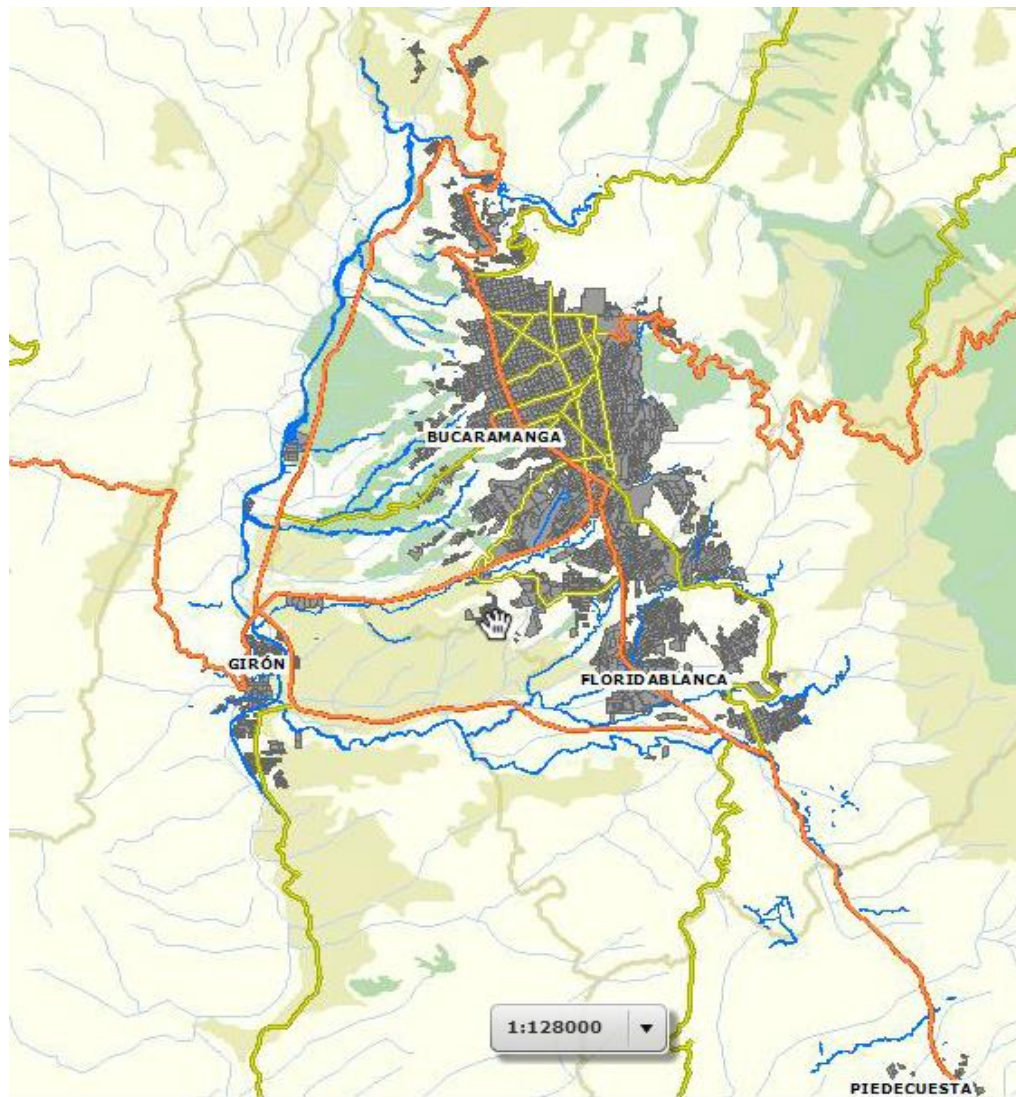 BUCARAMANGA
GIRÓN
FLORIDABLANCA
1:128000
PIEDECUESTA